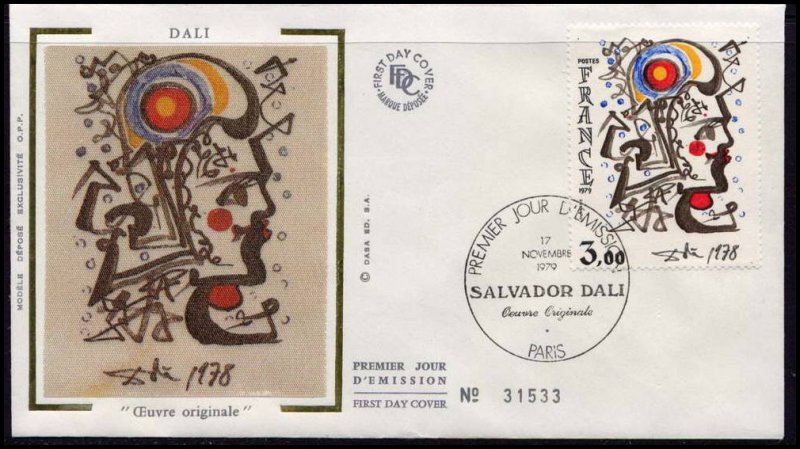 DALI
MODÈLE DÉPOSÉ EXCLUSIVITÉ O.P.P.
Dali 1978
" Œuvre originale "
FIRST DAY COVER
FDC
MARQUE DÉPOSÉE
© DASA ED. S.A.
PREMIER JOUR
D'ÉMISSION
FIRST DAY COVER
Nº 31533
PREMIER JOUR D'ÉMISSION
17
NOVEMBRE
1979
SALVADOR DALI
Oeuvre Originale
PARIS
POSTES
FRANCE
1979
3,00
Dali 1978